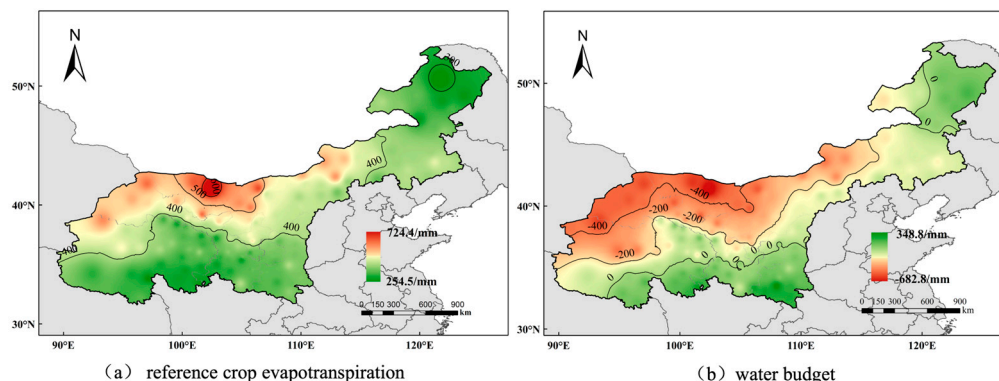 (a)
N
50°N
40°N
30°N
90°E
100°E
110°E
120°E
300
400
500
600
400
400
400
724.4/mm
254.5/mm
0 150 300 600 900
km
(a) reference crop evapotranspiration
(b)
N
50°N
40°N
30°N
90°E
100°E
110°E
120°E
0
0
0
-400
-400
-200
-200
-200
0
0
0
0
348.8/mm
-682.8/mm
0 150 300 600 900
km
(b) water budget